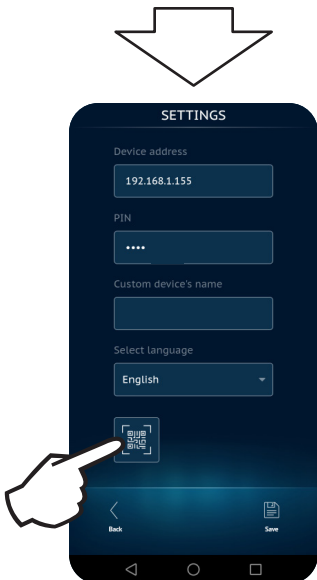 SETTINGS
Device address
192.168.1.155
PIN
••••
Custom device's name
Select language
English
Back
Save